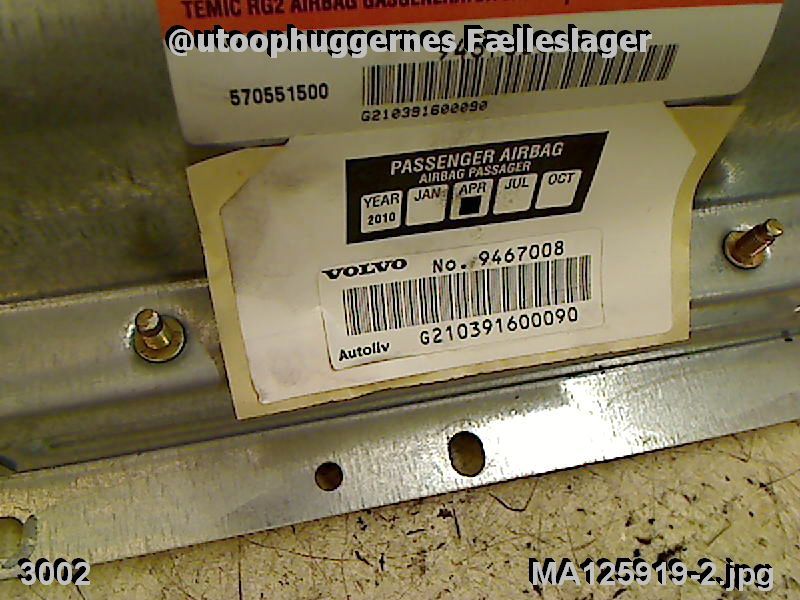 TEMIC RG2 AIRBAG
@utoophuggernes Fælleslager
570551500
G210391600090
PASSENGER AIRBAG
AIRBAG PASSAGER
YEAR 2010 JAN APR JUL OCT
VOLVO No. 9467008
G210391600090
Autoliv
3002
MA125919-2.jpg